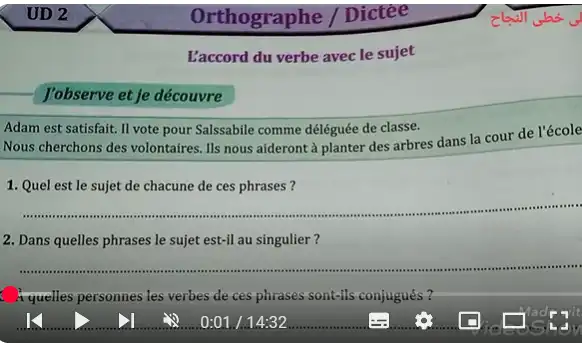 UD 2
Orthographe / Dictée
خطى النجاح
L'accord du verbe avec le sujet
J'observe et je découvre
Adam est satisfait. Il vote pour Salssabile comme déléguée de classe.
Nous cherchons des volontaires. Ils nous aideront à planter des arbres dans la cour de l'école
1. Quel est le sujet de chacune de ces phrases ?
2. Dans quelles phrases le sujet est-il au singulier ?
À quelles personnes les verbes de ces phrases sont-ils conjugués ?
0:01 / 14:32
VideoShow